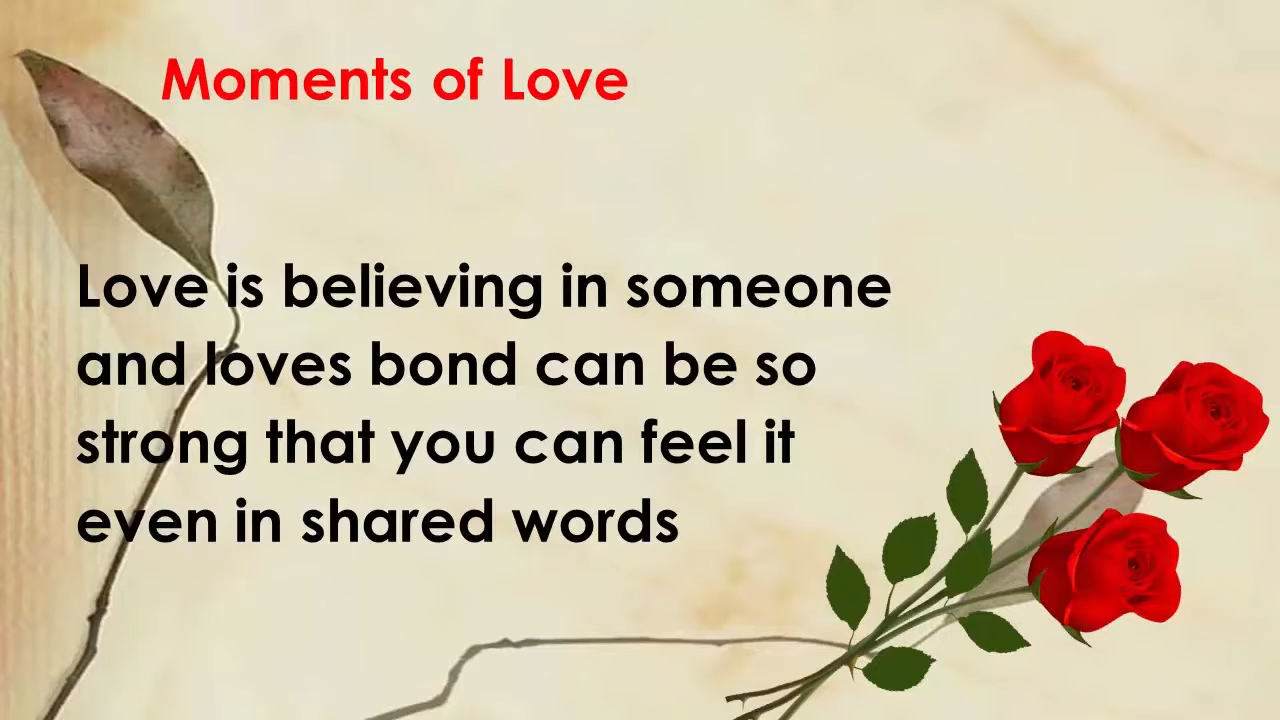 Moments of Love
Love is believing in someone
and loves bond can be so
strong that you can feel it
even in shared words